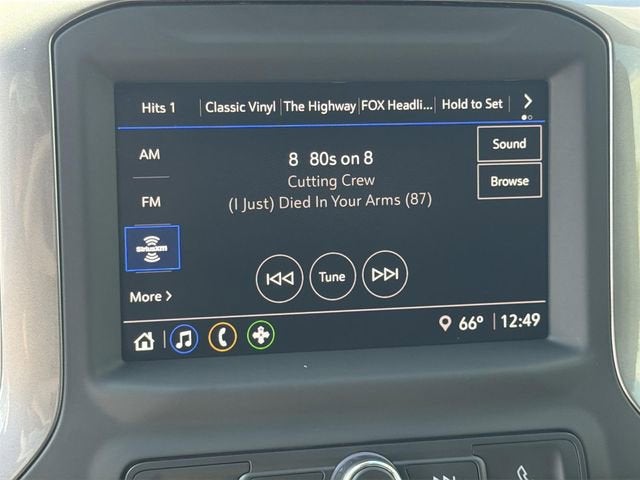 Hits 1 Classic Vinyl The Highway FOX Headli... Hold to Set
AM
8 80s on 8
Sound
Cutting Crew
Browse
FM
(I Just) Died In Your Arms (87)
SiriusXM
Tune
More
66° 12:49